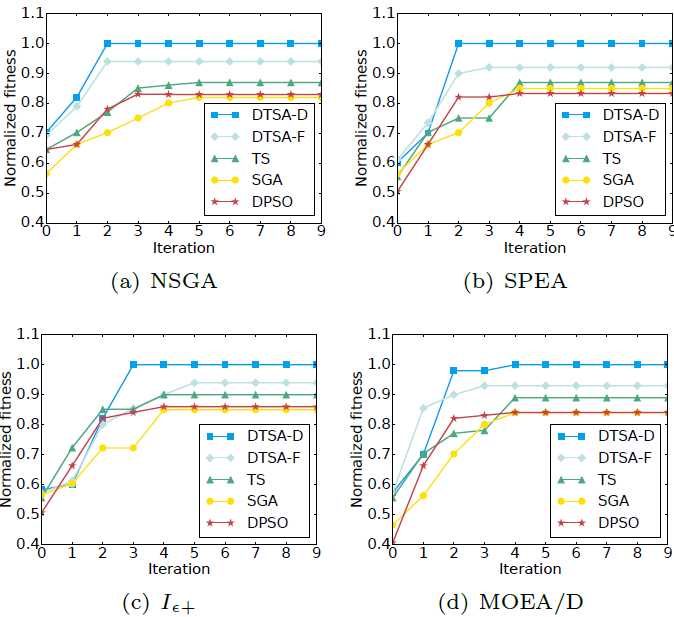 1.1
1.0
0.9
0.8
0.7
0.6
0.5
0.4
Normalized fitness
DTSA-D
DTSA-F
TS
SGA
DPSO
0 1 2 3 4 5 6 7 8 9
Iteration
(a) NSGA
1.1
1.0
0.9
0.8
0.7
0.6
0.5
0.4
Normalized fitness
DTSA-D
DTSA-F
TS
SGA
DPSO
0 1 2 3 4 5 6 7 8 9
Iteration
(b) SPEA
1.1
1.0
0.9
0.8
0.7
0.6
0.5
0.4
Normalized fitness
DTSA-D
DTSA-F
TS
SGA
DPSO
0 1 2 3 4 5 6 7 8 9
Iteration
(c) Iϵ+
1.1
1.0
0.9
0.8
0.7
0.6
0.5
0.4
Normalized fitness
DTSA-D
DTSA-F
TS
SGA
DPSO
0 1 2 3 4 5 6 7 8 9
Iteration
(d) MOEA/D